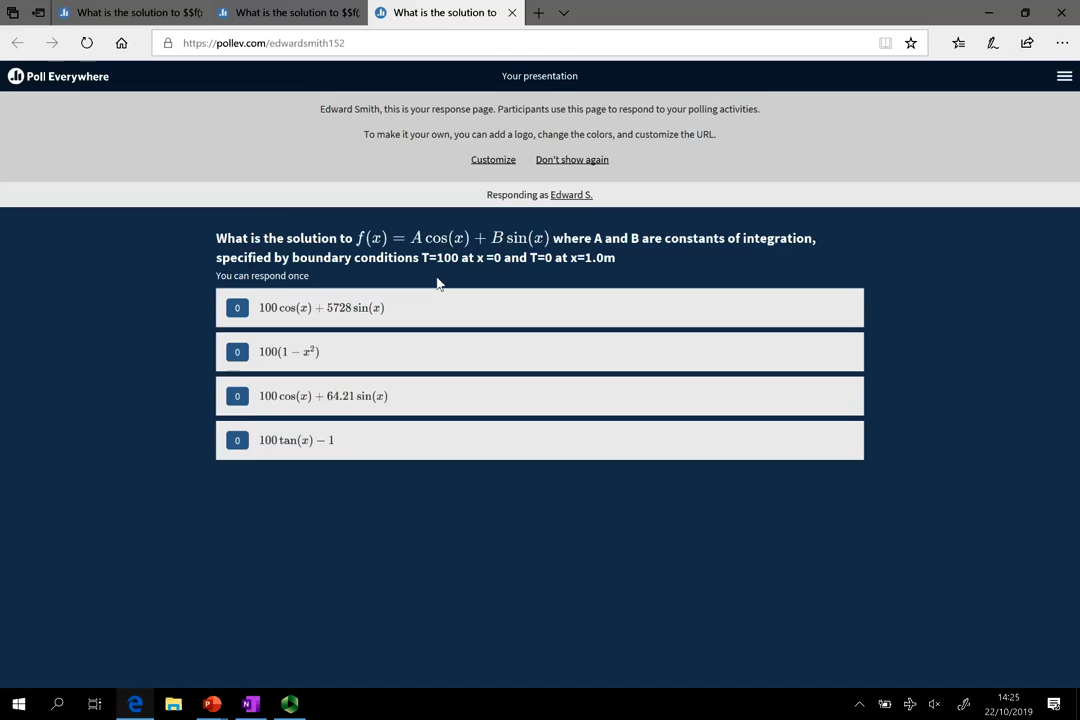 What is the solution to $$f(
What is the solution to $$f(
What is the solution to
https://pollev.com/edwardsmith152
Poll Everywhere
Your presentation
Edward Smith, this is your response page. Participants use this page to respond to your polling activities.
To make it your own, you can add a logo, change the colors, and customize the URL.
Customize Don't show again
Responding as Edward S.
What is the solution to f(x) = A cos(x) + B sin(x) where A and B are constants of integration,
specified by boundary conditions T=100 at x =0 and T=0 at x=1.0m
You can respond once
0 100 cos(x) + 5728 sin(x)
0 100(1 − x²)
0 100 cos(x) + 64.21 sin(x)
0 100 tan(x) − 1
14:25
22/10/2019